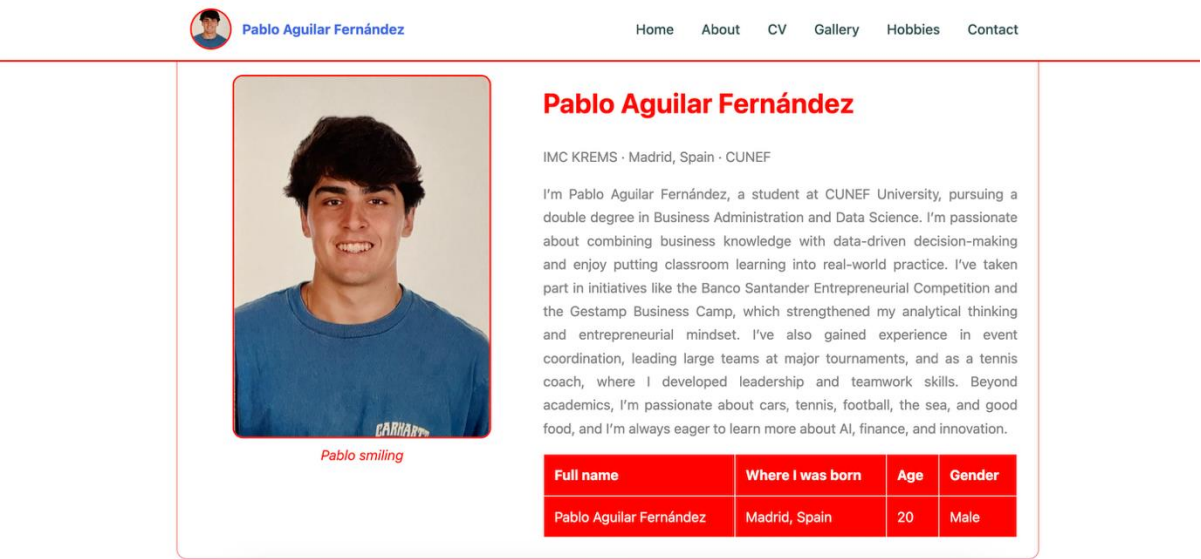 Pablo Aguilar Fernández
Home About CV Gallery Hobbies Contact
Pablo Aguilar Fernández
IMC KREMS · Madrid, Spain · CUNEF
I’m Pablo Aguilar Fernández, a student at CUNEF University, pursuing a
double degree in Business Administration and Data Science. I’m passionate
about combining business knowledge with data-driven decision-making
and enjoy putting classroom learning into real-world practice. I’ve taken
part in initiatives like the Banco Santander Entrepreneurial Competition and
the Gestamp Business Camp, which strengthened my analytical thinking
and entrepreneurial mindset. I’ve also gained experience in event
coordination, leading large teams at major tournaments, and as a tennis
coach, where I developed leadership and teamwork skills. Beyond
academics, I’m passionate about cars, tennis, football, the sea, and good
food, and I’m always eager to learn more about AI, finance, and innovation.
CARHARTT
Pablo smiling
Full name Where I was born Age Gender
Pablo Aguilar Fernández Madrid, Spain 20 Male